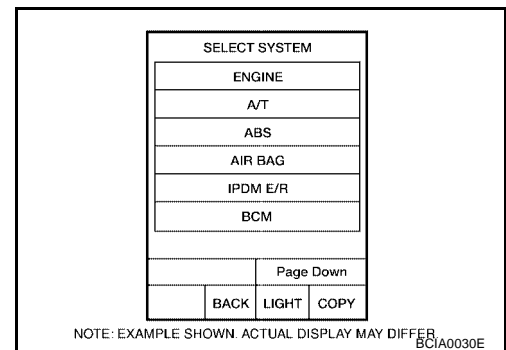 SELECT SYSTEM
ENGINE
A/T
ABS
AIR BAG
IPDM E/R
BCM
Page Down
BACK LIGHT COPY
NOTE: EXAMPLE SHOWN. ACTUAL DISPLAY MAY DIFFER.
BCIA0030E